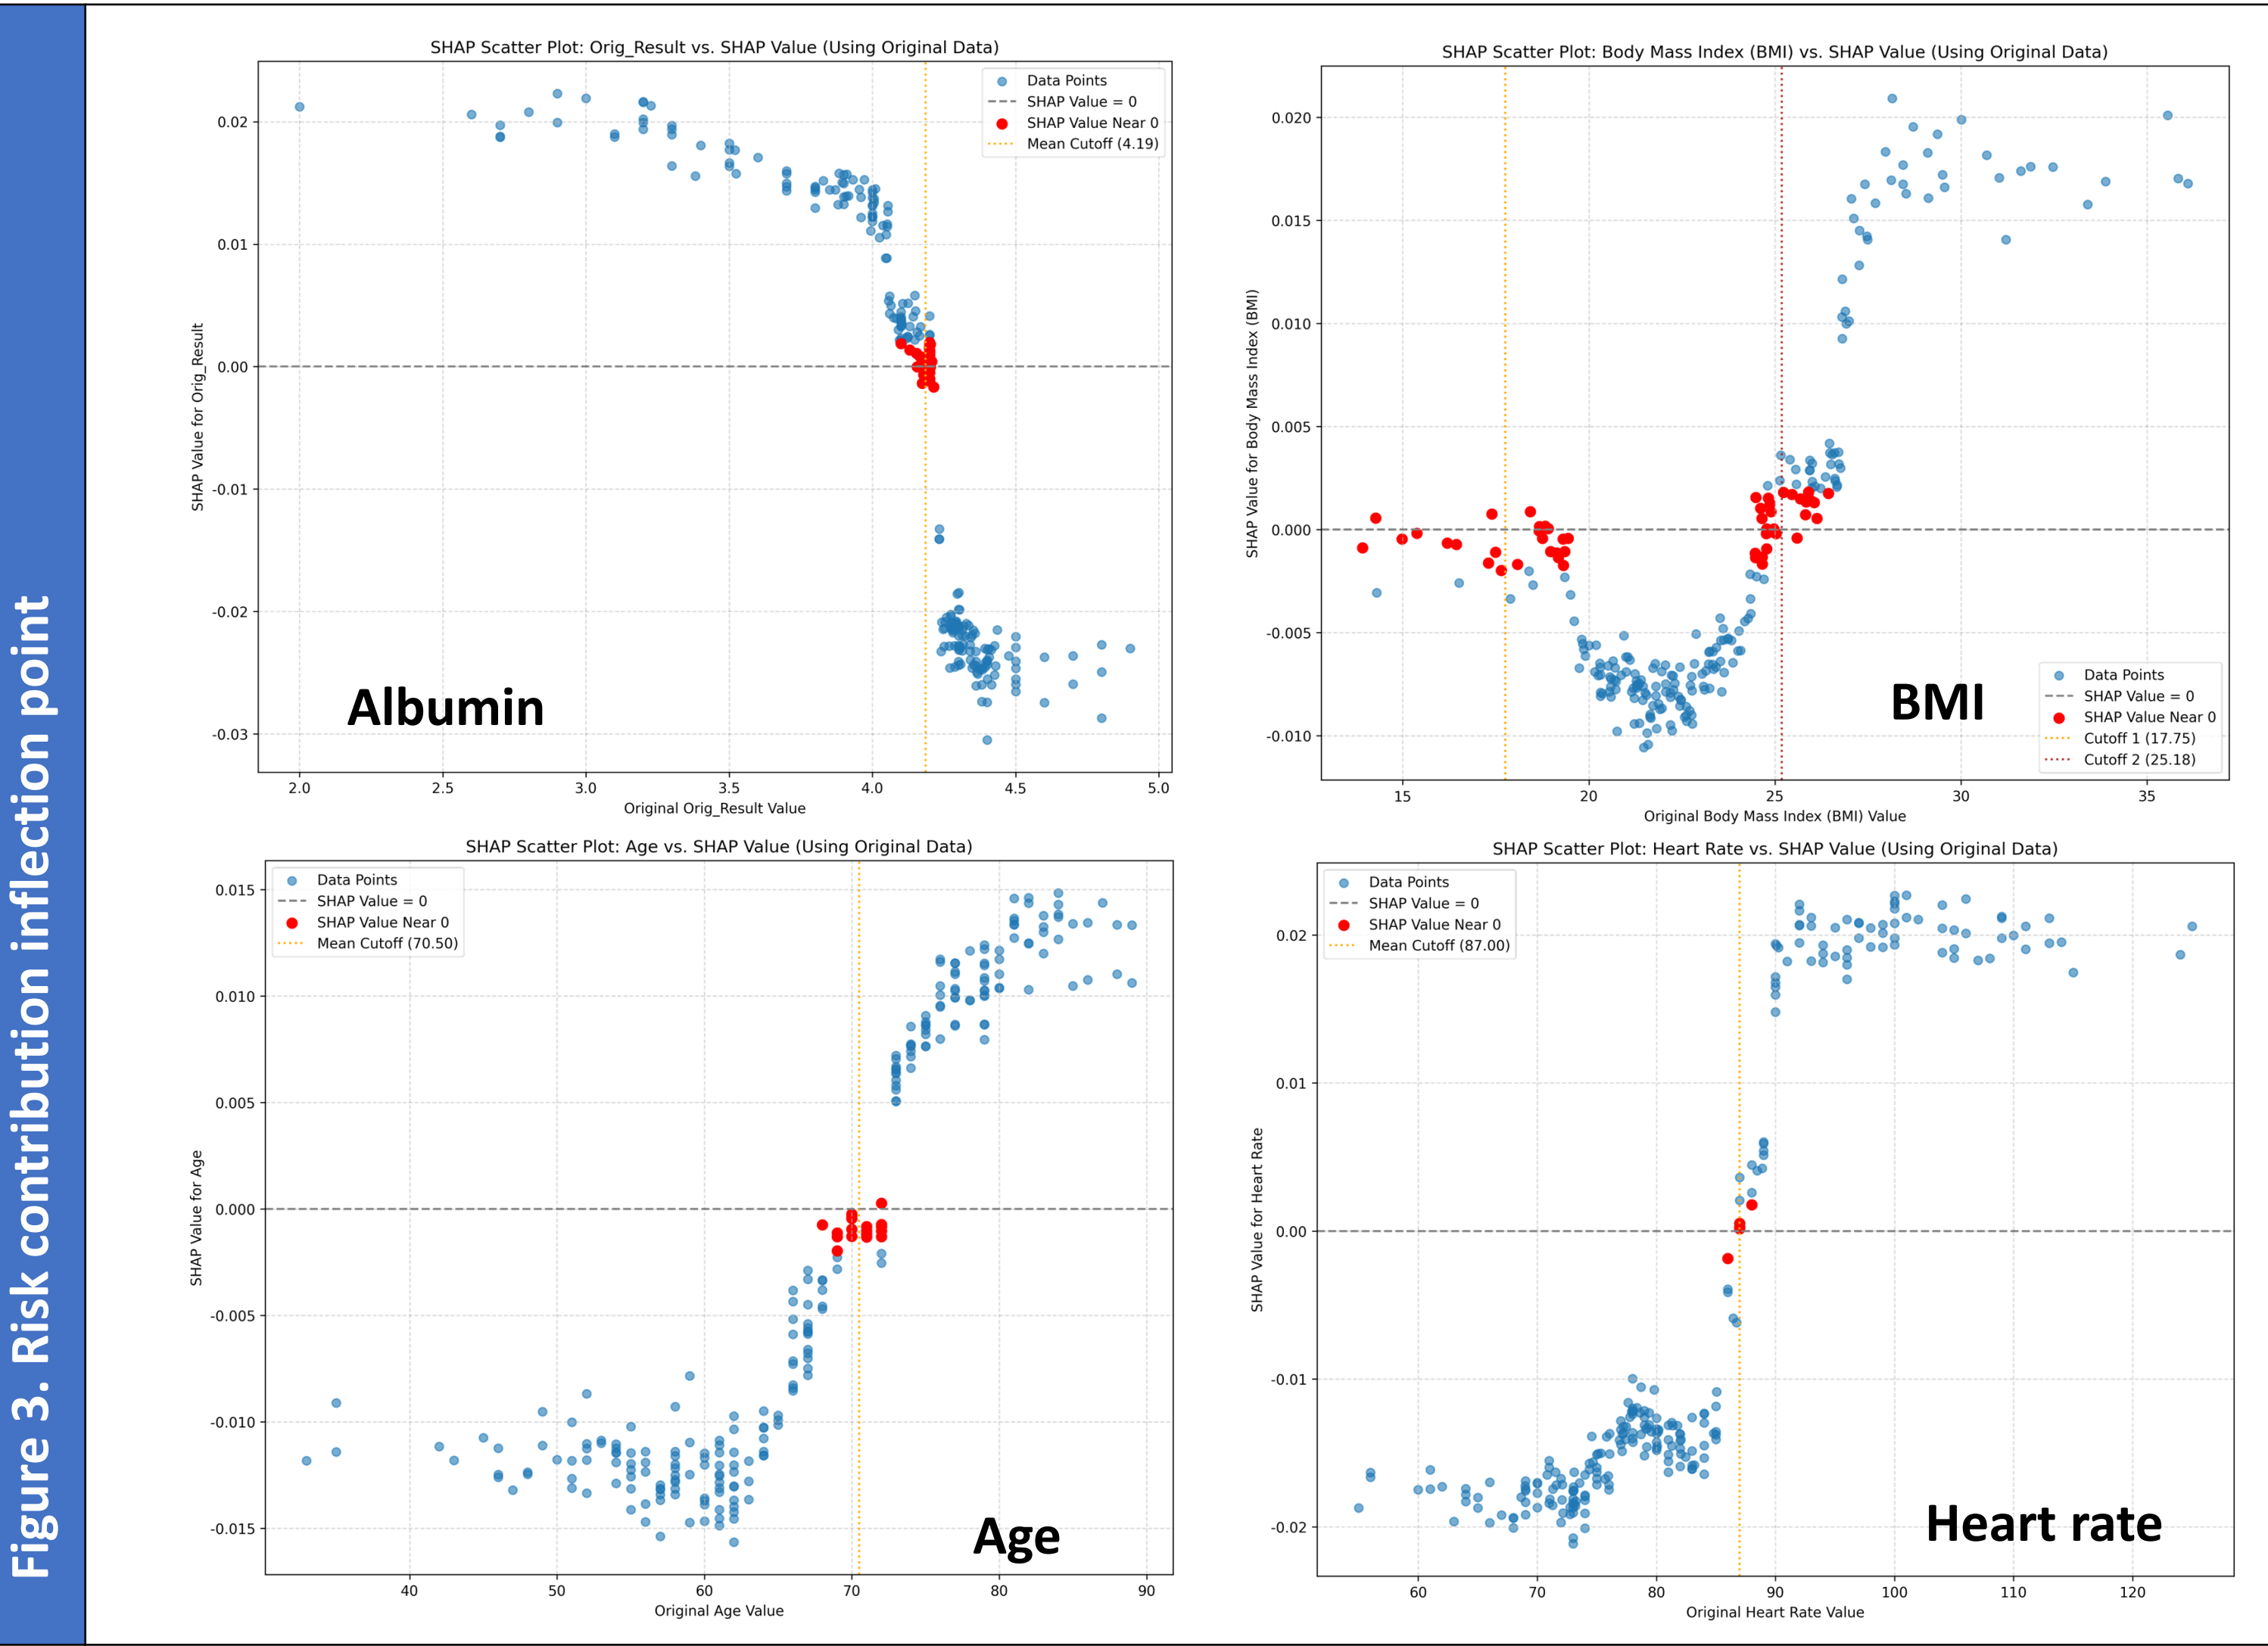 Figure 3. Risk contribution inflection point
SHAP Scatter Plot: Orig_Result vs. SHAP Value (Using Original Data)
Data Points
SHAP Value = 0
SHAP Value Near 0
Mean Cutoff (4.19)
SHAP Value for Orig_Result
0.02
0.01
0.00
-0.01
-0.02
-0.03
Albumin
2.0 2.5 3.0 3.5 4.0 4.5 5.0
Original Orig_Result Value
SHAP Scatter Plot: Body Mass Index (BMI) vs. SHAP Value (Using Original Data)
SHAP Value for Body Mass Index (BMI)
0.020
0.015
0.010
0.005
0.000
-0.005
-0.010
BMI
Data Points
SHAP Value = 0
SHAP Value Near 0
Cutoff 1 (17.75)
Cutoff 2 (25.18)
15 20 25 30 35
Original Body Mass Index (BMI) Value
SHAP Scatter Plot: Age vs. SHAP Value (Using Original Data)
Data Points
SHAP Value = 0
SHAP Value Near 0
Mean Cutoff (70.50)
SHAP Value for Age
0.015
0.010
0.005
0.000
-0.005
-0.010
-0.015
Age
40 50 60 70 80 90
Original Age Value
SHAP Scatter Plot: Heart Rate vs. SHAP Value (Using Original Data)
Data Points
SHAP Value = 0
SHAP Value Near 0
Mean Cutoff (87.00)
SHAP Value for Heart Rate
0.02
0.01
0.00
-0.01
-0.02
Heart rate
60 70 80 90 100 110 120
Original Heart Rate Value